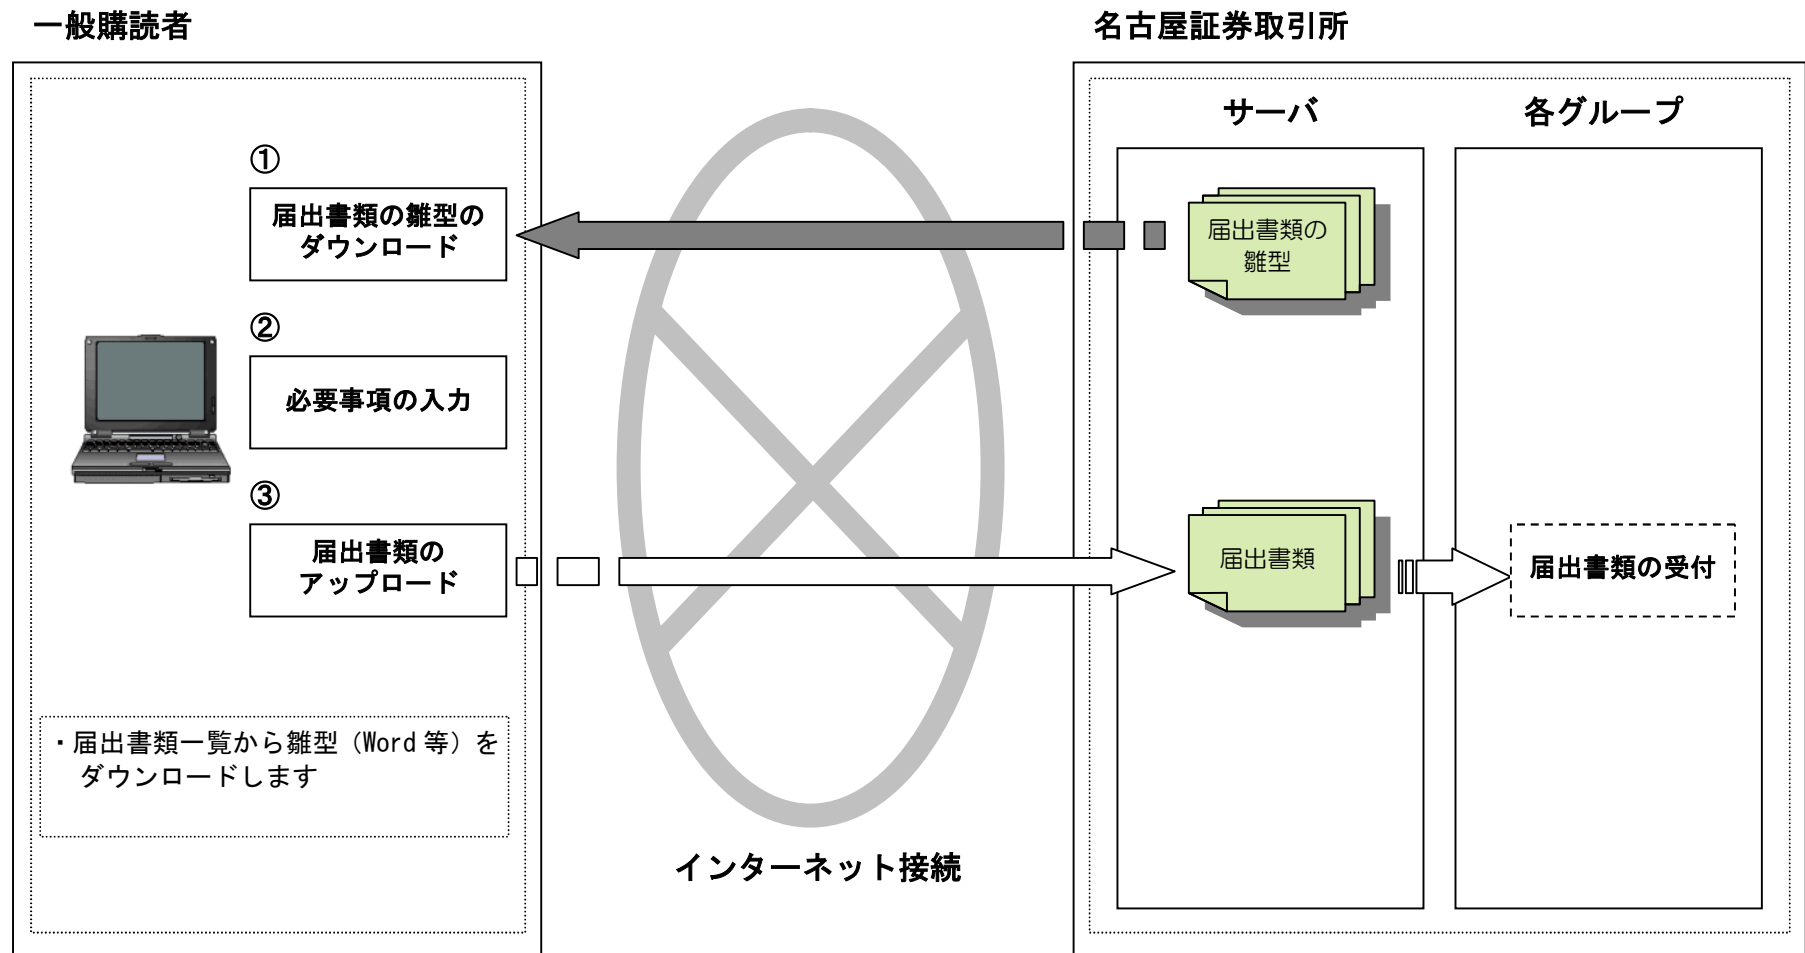 一般購読者
名古屋証券取引所
サーバ
各グループ
①
届出書類の雛型の
ダウンロード
届出書類の
雛型
②
必要事項の入力
③
届出書類の
アップロード
届出書類
届出書類の受付
・届出書類一覧から雛型（Word 等）を
ダウンロードします
インターネット接続